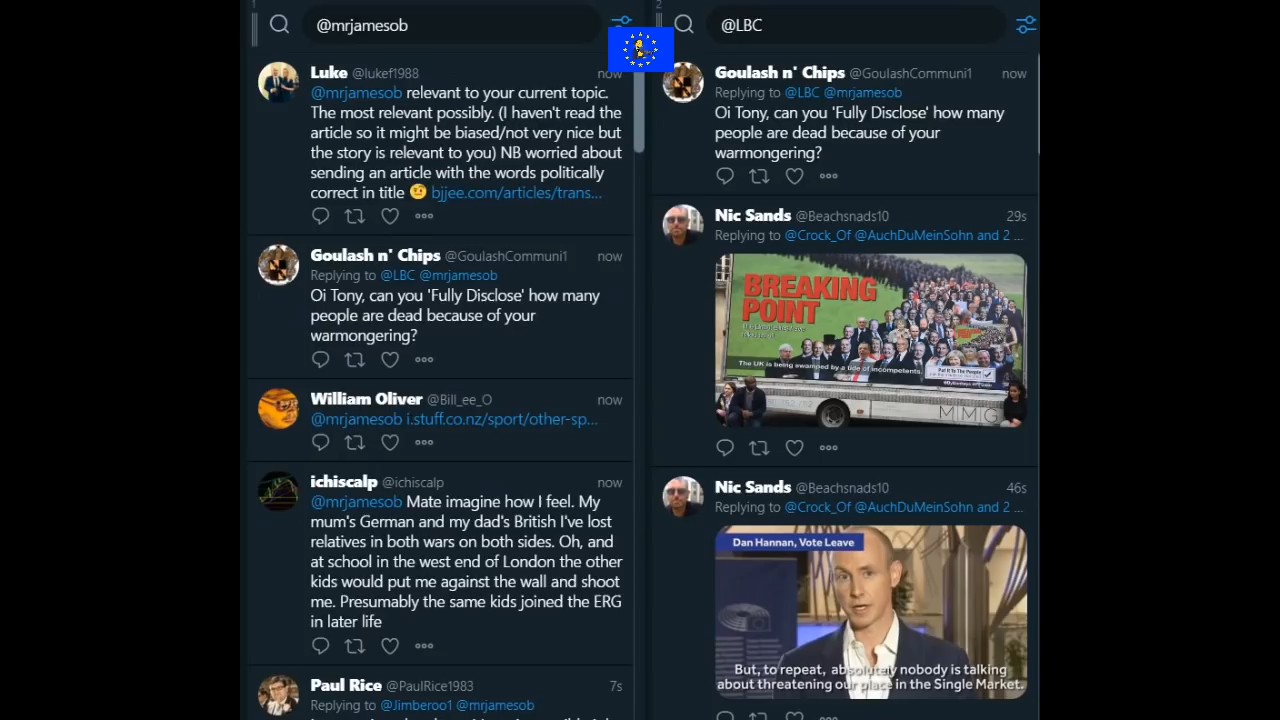 1
@mrjamesob
Luke @lukef1988 now
@mrjamesob relevant to your current topic.
The most relevant possibly. (I haven't read the
article so it might be biased/not very nice but
the story is relevant to you) NB worried about
sending an article with the words politically
correct in title 🤨 bjjee.com/articles/trans…
Goulash n' Chips @GoulashCommuni1 now
Replying to @LBC @mrjamesob
Oi Tony, can you 'Fully Disclose' how many
people are dead because of your
warmongering?
William Oliver @Bill_ee_O now
@mrjamesob i.stuff.co.nz/sport/other-sp…
ichiscalp @ichiscalp now
@mrjamesob Mate imagine how I feel. My
mum's German and my dad's British I've lost
relatives in both wars on both sides. Oh, and
at school in the west end of London the other
kids would put me against the wall and shoot
me. Presumably the same kids joined the ERG
in later life
Paul Rice @PaulRice1983 7s
Replying to @Jimberoo1 @mrjamesob
2
@LBC
Goulash n' Chips @GoulashCommuni1 now
Replying to @LBC @mrjamesob
Oi Tony, can you 'Fully Disclose' how many
people are dead because of your
warmongering?
Nic Sands @Beachsnads10 29s
Replying to @Crock_Of @AuchDuMeinSohn and 2 ...
BREAKING
POINT
The UK is being swamped by a tide of incompetents.
Put It To The People
MIMIG
Nic Sands @Beachsnads10 46s
Replying to @Crock_Of @AuchDuMeinSohn and 2 ...
Dan Hannan, Vote Leave
But, to repeat, absolutely nobody is talking
about threatening our place in the Single Market.